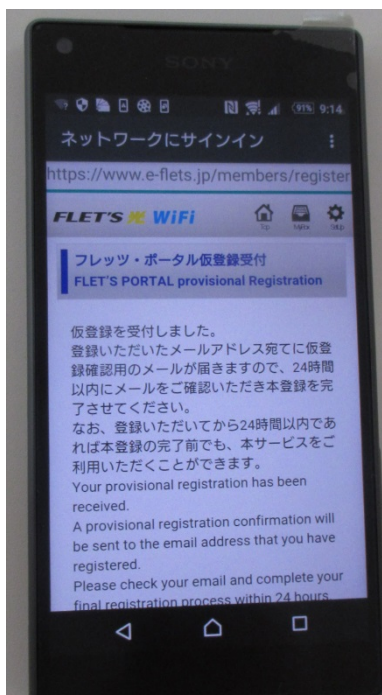 SONY
91% 9:14
ネットワークにサインイン
https://www.e-flets.jp/members/register
FLET'S 光 WiFi
Top
Setup
フレッツ・ポータル仮登録受付
FLET'S PORTAL provisional Registration
仮登録を受付しました。
登録いただいたメールアドレス宛てに仮登
録確認用のメールが届きますので、24時間
以内にメールをご確認いただき本登録を完
了させてください。
なお、登録いただいてから24時間以内であ
れば本登録の完了前でも、本サービスをご
利用いただくことができます。
Your provisional registration has been
received.
A provisional registration confirmation will
be sent to the email address that you have
registered.
Please check your email and complete your
final registration process within 24 hours.